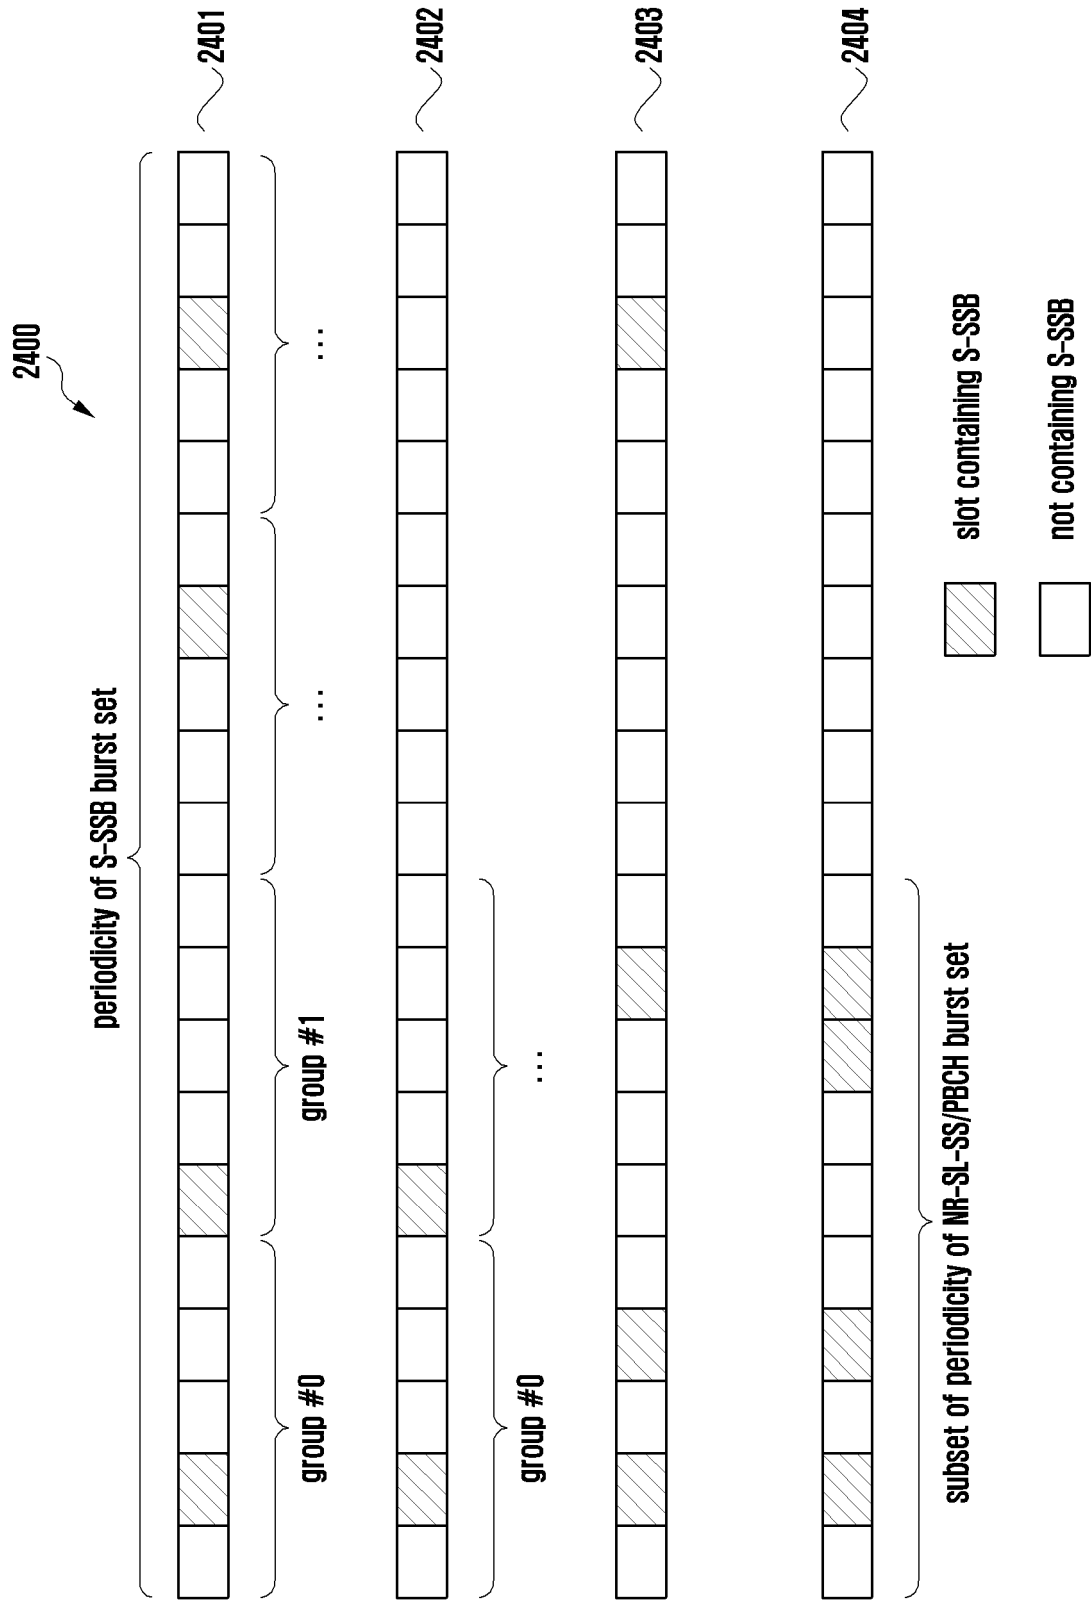 2400
periodicity of S-SSB burst set
2401
group #0
group #1
...
...
2402
group #0
...
2403
2404
subset of periodicity of NR-SL-SS/PBCH burst set
slot containing S-SSB
not containing S-SSB